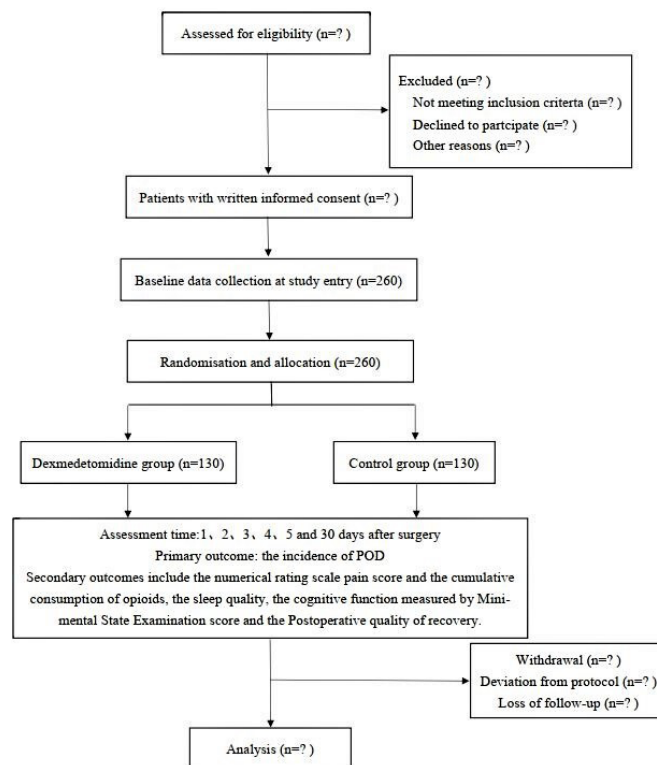 Assessed for eligibility (n=? )
Excluded (n=? )
Not meeting inclusion criteria (n=? )
Declined to partcipate (n=? )
Other reasons (n=? )
Patients with written informed consent (n=? )
Baseline data collection at study entry (n=260)
Randomisation and allocation (n=260)
Dexmedetomidine group (n=130)
Control group (n=130)
Assessment time:1、2、3、4、5 and 30 days after surgery
Primary outcome: the incidence of POD
Secondary outcomes include the numerical rating scale pain score and the cumulative
consumption of opioids, the sleep quality, the cognitive function measured by Mini-
mental State Examination score and the Postoperative quality of recovery.
Withdrawal (n=? )
Deviation from protocol (n=? )
Loss of follow-up (n=? )
Analysis (n=? )